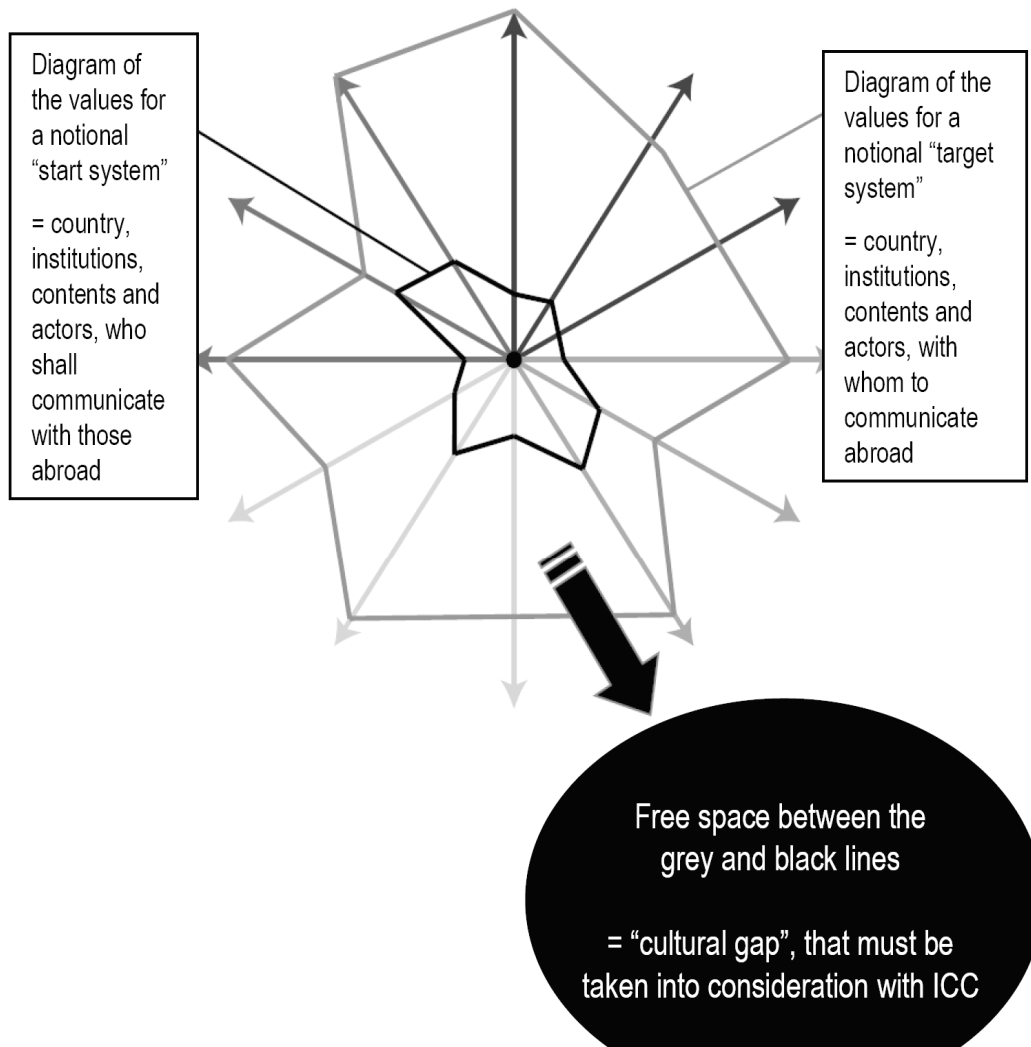 Diagram of
the values for
a notional
“start system”
= country,
institutions,
contents and
actors, who
shall
communicate
with those
abroad
Diagram of the
values for a
notional “target
system”
= country,
institutions,
contents and
actors, with
whom to
communicate
abroad
Free space between the
grey and black lines
= “cultural gap”, that must be
taken into consideration with ICC